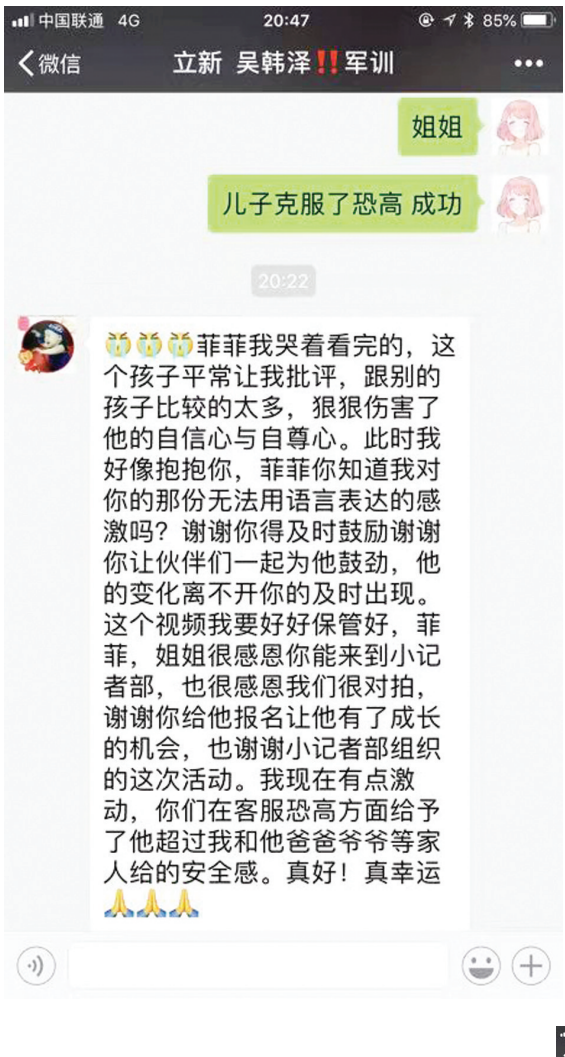 中国联通 4G 20:47 85%
微信 立新 吴韩泽‼️军训
姐姐
儿子克服了恐高 成功
20:22
😭😭😭菲菲我哭着看完的，这
个孩子平常让我批评，跟别的
孩子比较的太多，狠狠伤害了
他的自信心与自尊心。此时我
好像抱抱你，菲菲你知道我对
你的那份无法用语言表达的感
激吗？谢谢你得及时鼓励谢谢
你让伙伴们一起为他鼓劲，他
的变化离不开你的及时出现。
这个视频我要好好保管好，菲
菲，姐姐很感恩你能来到小记
者部，也很感恩我们很对拍，
谢谢你给他报名让他有了成长
的机会，也谢谢小记者部组织
的这次活动。我现在有点激
动，你们在客服恐高方面给予
了他超过我和他爸爸爷爷等家
人给的安全感。真好！真幸运
🙏🙏🙏